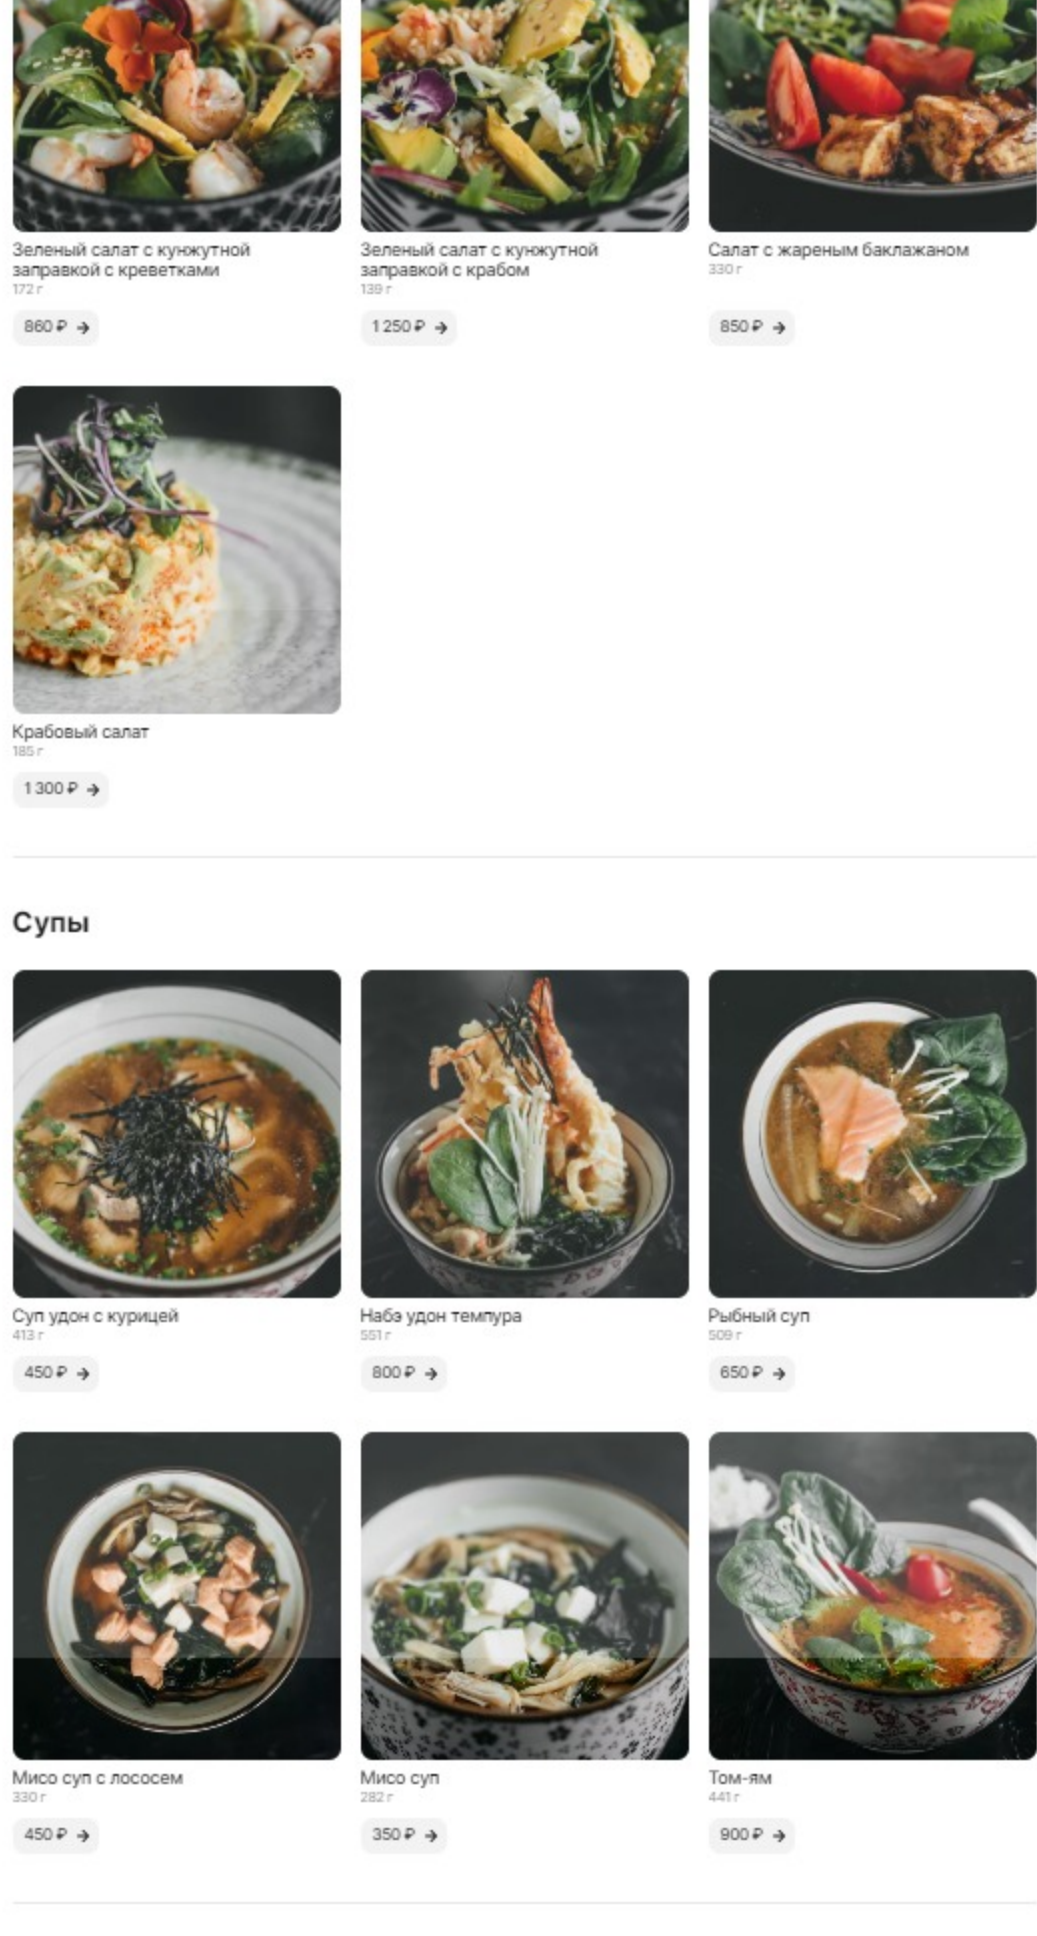 Зеленый салат с кунжутной
заправкой с креветками
172 г
860 ₽ →
Зеленый салат с кунжутной
заправкой с крабом
139 г
1 250 ₽ →
Салат с жареным баклажаном
330 г
850 ₽ →
Крабовый салат
185 г
1 300 ₽ →
Супы
Суп удон с курицей
413 г
450 ₽ →
Набэ удон темпура
551 г
800 ₽ →
Рыбный суп
509 г
650 ₽ →
Мисо суп с лососем
330 г
450 ₽ →
Мисо суп
282 г
350 ₽ →
Том-ям
441 г
900 ₽ →